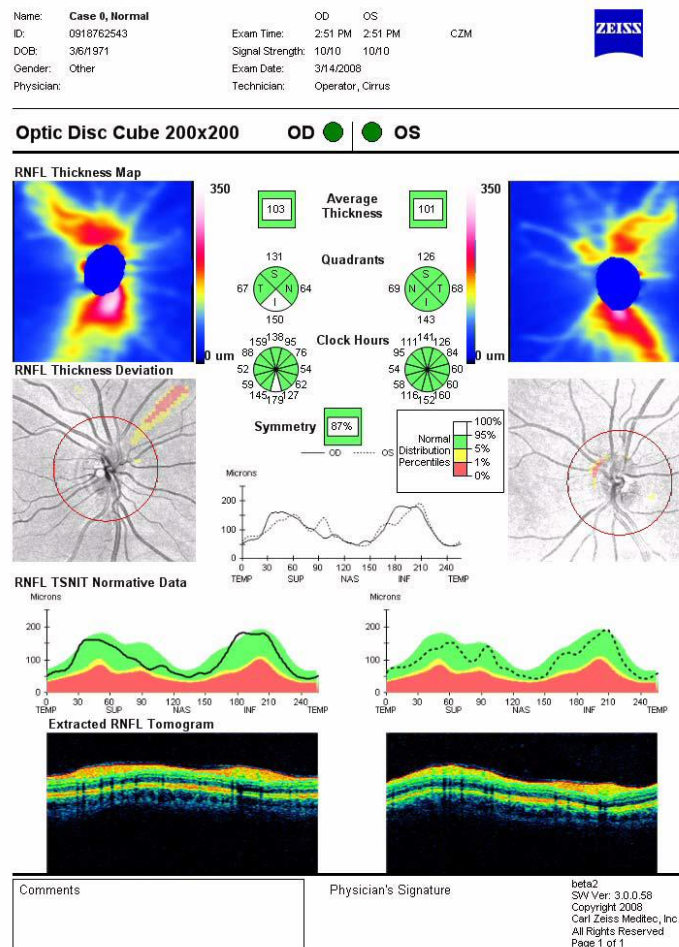 Name: Case 0, Normal OD OS
ZEISS
ID: 0918762543 Exam Time: 2:51 PM 2:51 PM CZM
DOB: 3/6/1971 Signal Strength: 10/10 10/10
Gender: Other Exam Date: 3/14/2008
Physician: Technician: Operator, Cirrus
Optic Disc Cube 200x200 OD OS
RNFL Thickness Map
350
103
Average
Thickness
101
350
Quadrants
131
S
67 T N 64
I
150
126
S
69 N T 68
I
143
Clock Hours
0 um
138
159 95
88 76
52 54
59 62
145 127
179
141
111 126
95 84
54 60
58 60
116 160
152
0 um
RNFL Thickness Deviation
Symmetry 87%
OD OS
Normal
Distribution
Percentiles
100%
95%
5%
1%
0%
Microns
200
100
0
0 30 60 90 120 150 180 210 240
TEMP SUP NAS INF TEMP
RNFL TSNIT Normative Data
Microns
200
100
0
0 30 60 90 120 150 180 210 240
TEMP SUP NAS INF TEMP
Microns
200
100
0
0 30 60 90 120 150 180 210 240
TEMP SUP NAS INF TEMP
Extracted RNFL Tomogram
Comments
Physician's Signature
beta2
SW Ver: 3.0.0.58
Copyright 2008
Carl Zeiss Meditec, Inc
All Rights Reserved
Page 1 of 1